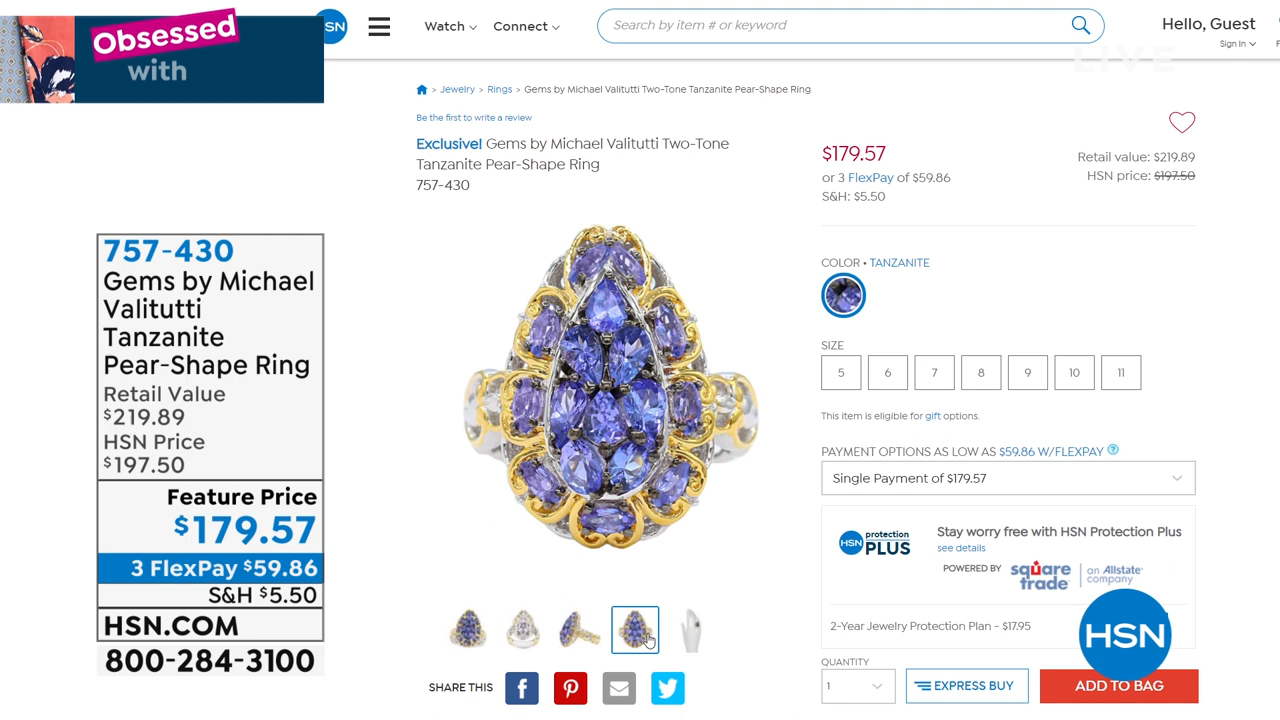 Obsessed
with
SN
Watch
Connect
Search by item # or keyword
Hello, Guest
Sign In
LIVE
Jewelry > Rings > Gems by Michael Valitutti Two-Tone Tanzanite Pear-Shape Ring
Be the first to write a review
Exclusive! Gems by Michael Valitutti Two-Tone
Tanzanite Pear-Shape Ring
757-430
$179.57
or 3 FlexPay of $59.86
S&H: $5.50
Retail value: $219.89
HSN price: $197.50
COLOR • TANZANITE
SIZE
5 6 7 8 9 10 11
This item is eligible for gift options.
PAYMENT OPTIONS AS LOW AS $59.86 W/FLEXPAY ?
Single Payment of $179.57
HSN protection PLUS
Stay worry free with HSN Protection Plus
see details
POWERED BY square trade | an Allstate company
2-Year Jewelry Protection Plan - $17.95
HSN
QUANTITY
1
EXPRESS BUY
ADD TO BAG
SHARE THIS
757-430
Gems by Michael
Valitutti
Tanzanite
Pear-Shape Ring
Retail Value
$219.89
HSN Price
$197.50
Feature Price
$179.57
3 FlexPay $59.86
S&H $5.50
HSN.COM
800-284-3100